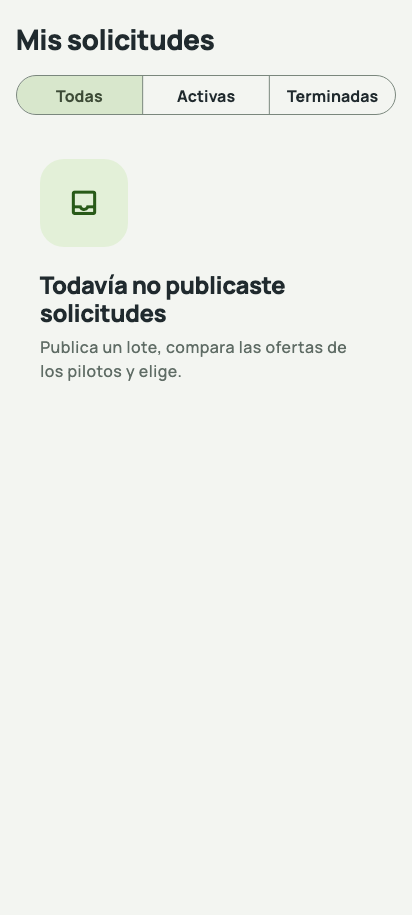 Mis solicitudes
Todas
Activas
Terminadas
Todavía no publicaste
solicitudes
Publica un lote, compara las ofertas de
los pilotos y elige.